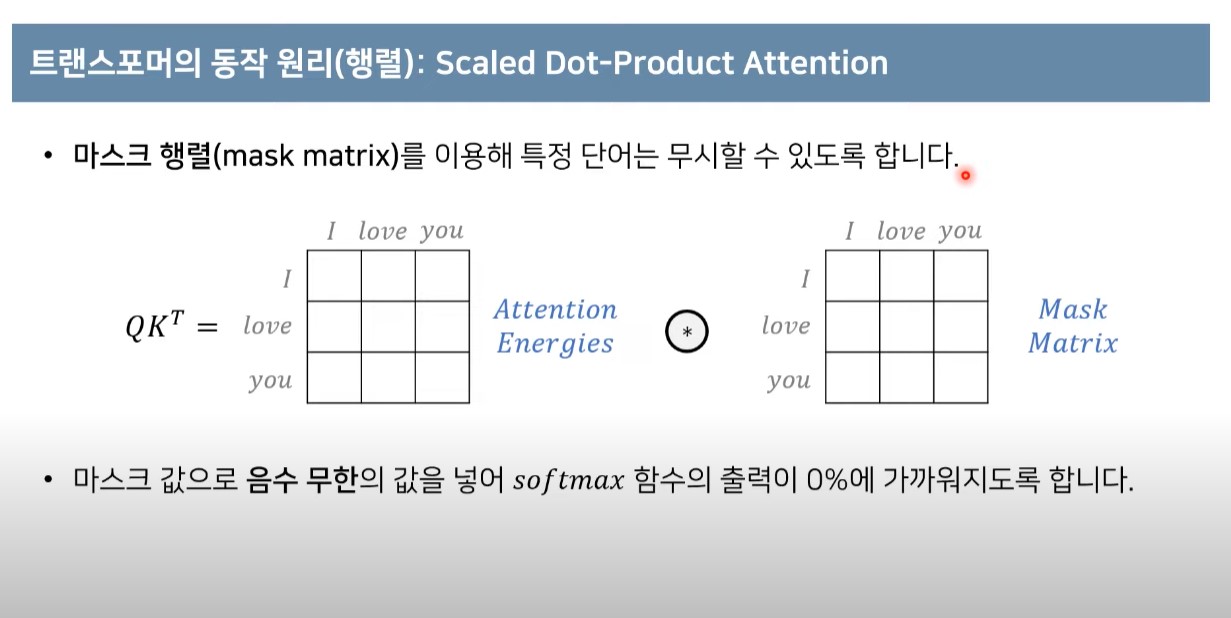 트랜스포머의 동작 원리(행렬): Scaled Dot-Product Attention
• 마스크 행렬(mask matrix)를 이용해 특정 단어는 무시할 수 있도록 합니다.
I love you
I
QK^T = love
you
Attention
Energies
*
I love you
I
love
you
Mask
Matrix
• 마스크 값으로 음수 무한의 값을 넣어 softmax 함수의 출력이 0%에 가까워지도록 합니다.